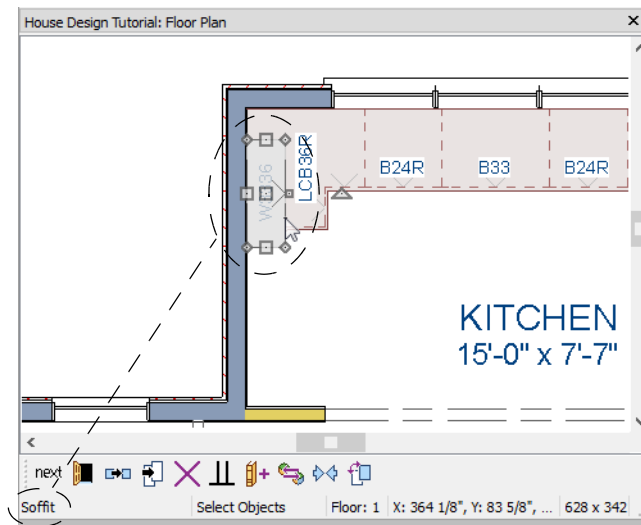 House Design Tutorial: Floor Plan
LCB36R
B24R
B33
B24R
KITCHEN
15'-0" x 7'-7"
next
Soffit
Select Objects
Floor: 1
X: 364 1/8", Y: 83 5/8", ...
628 x 342